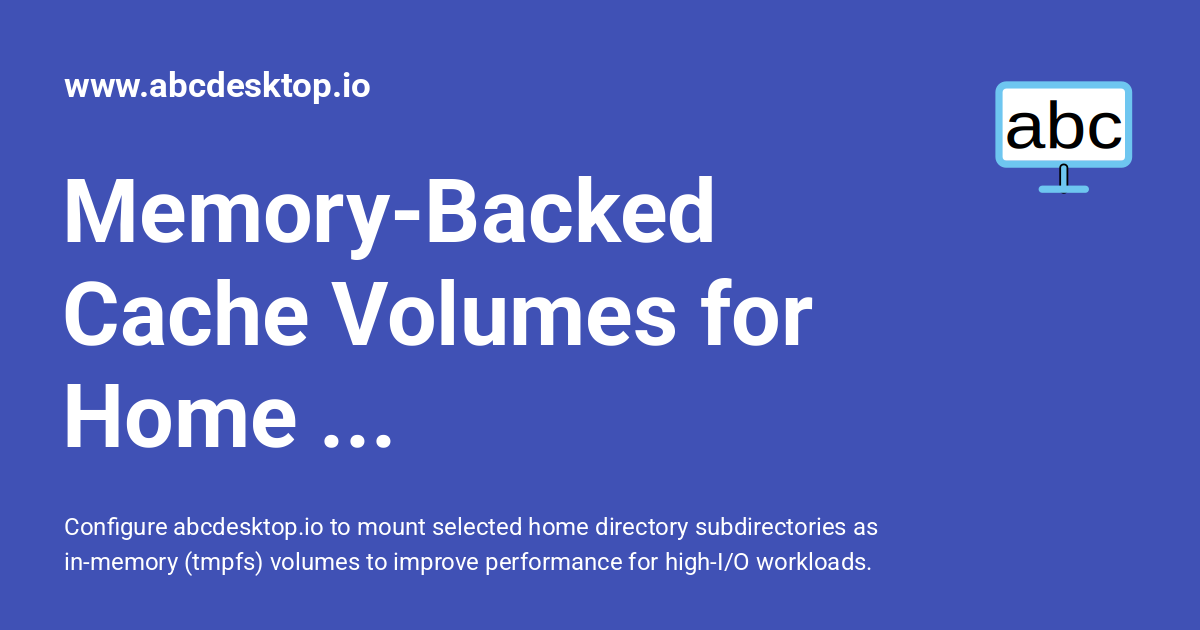 www.abcdesktop.io
abc
Memory-Backed
Cache Volumes for
Home ...
Configure abcdesktop.io to mount selected home directory subdirectories as
in-memory (tmpfs) volumes to improve performance for high-I/O workloads.